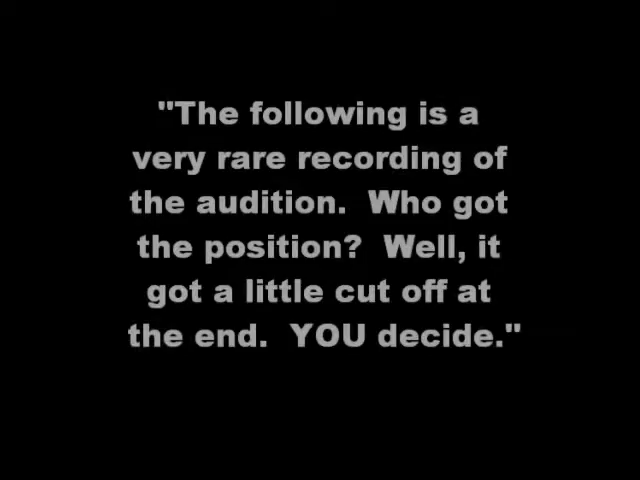 "The following is a
very rare recording of
the audition.  Who got
the position?  Well, it
got a little cut off at
the end.  YOU decide."